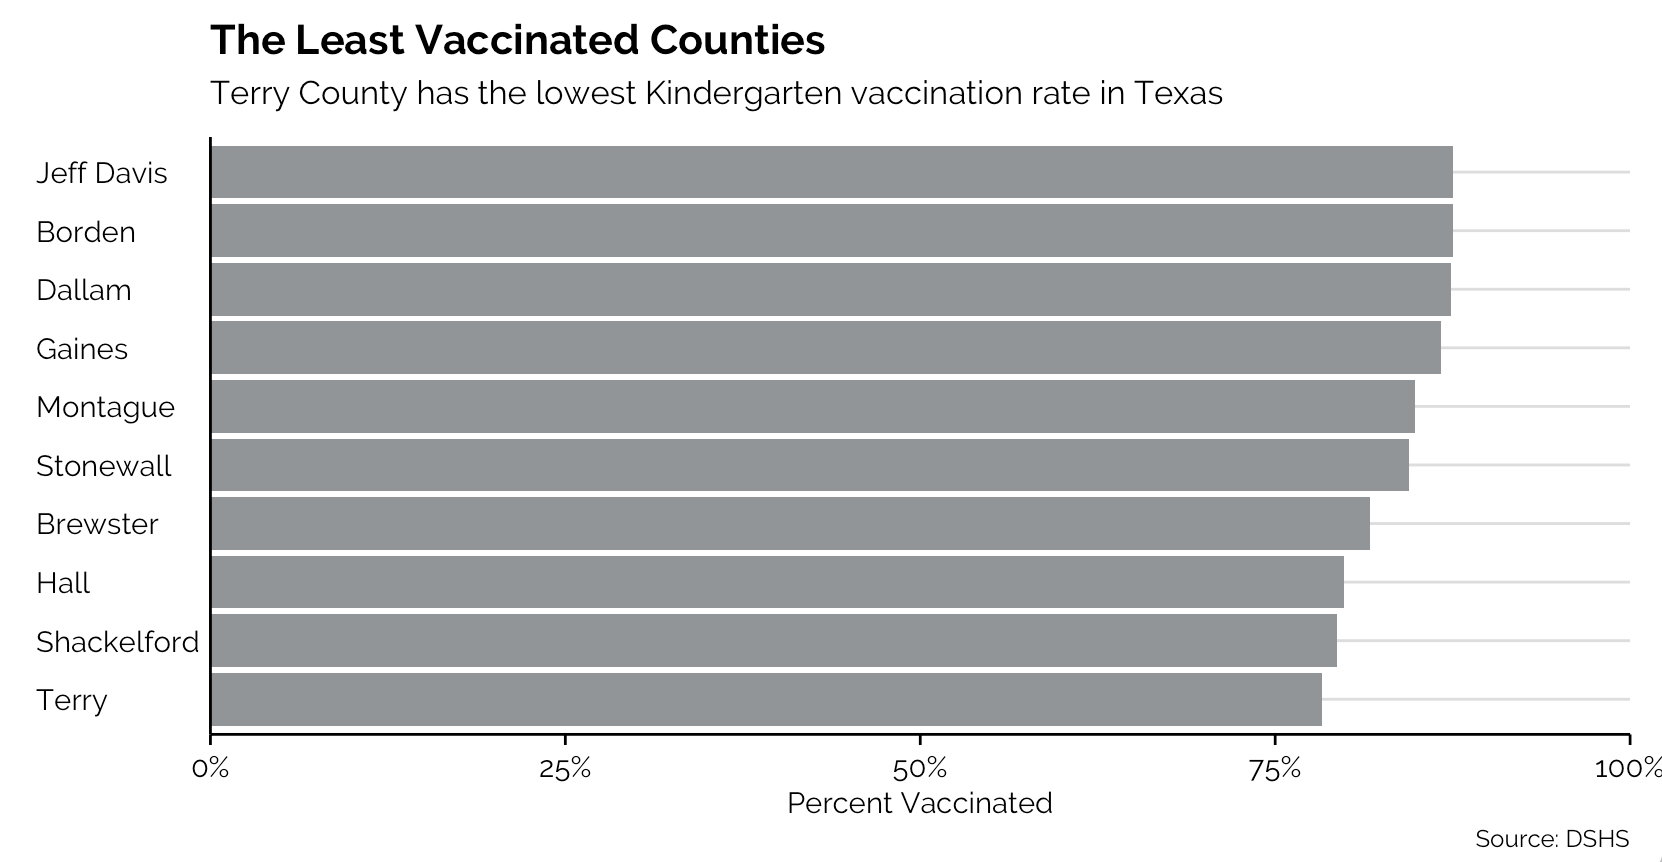 The Least Vaccinated Counties
Terry County has the lowest Kindergarten vaccination rate in Texas
Jeff Davis
Borden
Dallam
Gaines
Montague
Stonewall
Brewster
Hall
Shackelford
Terry
0% 25% 50% 75% 100%
Percent Vaccinated
Source: DSHS